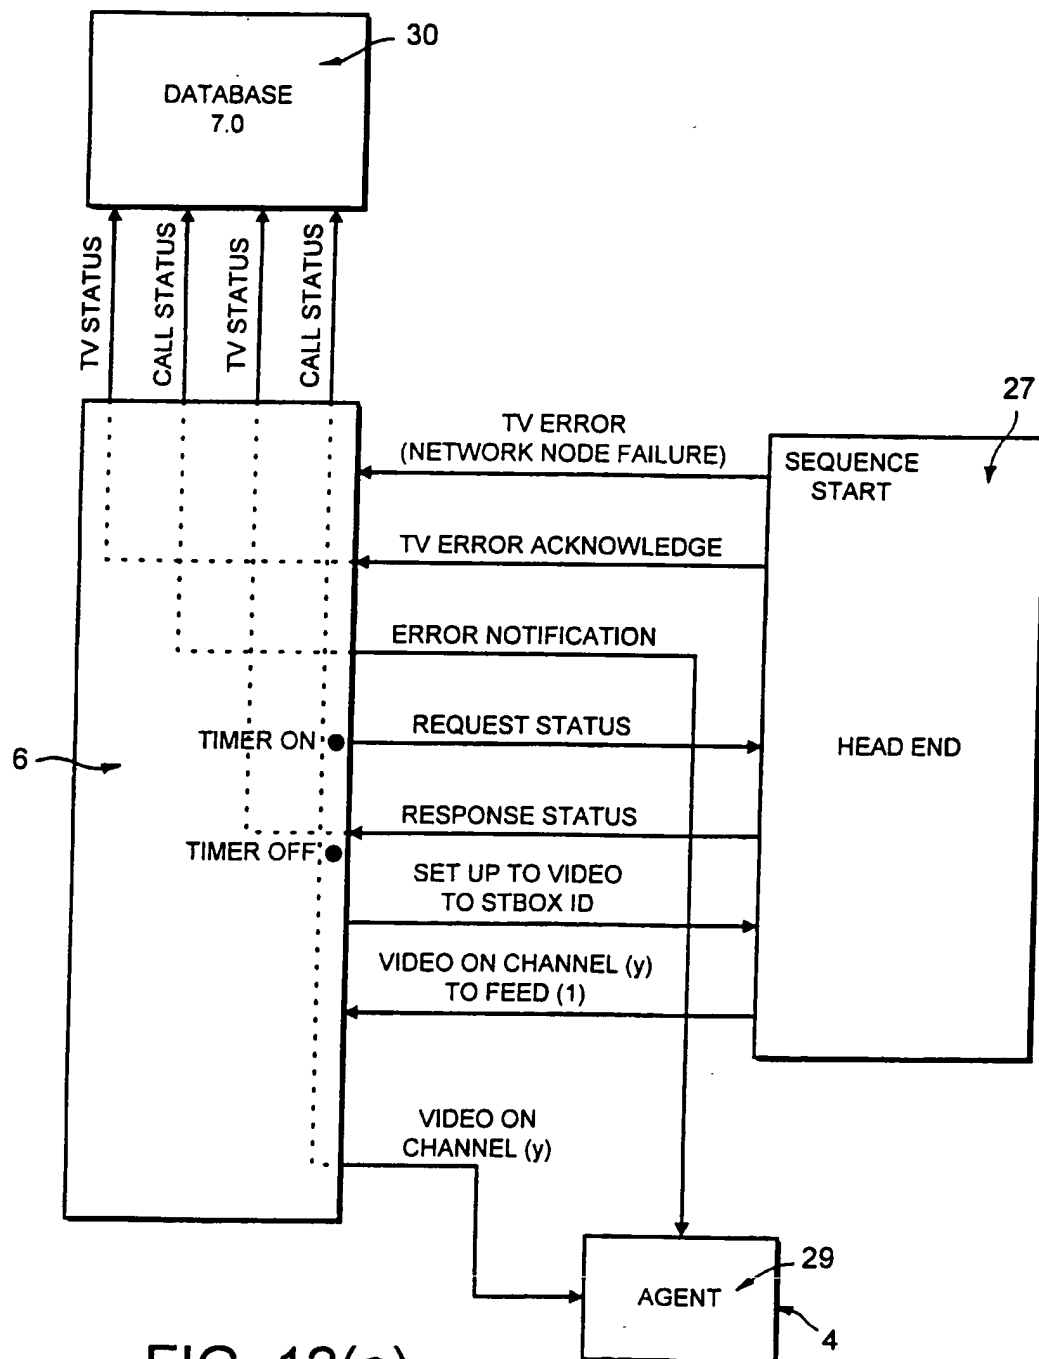 30
DATABASE
7.0
TV STATUS
CALL STATUS
TV STATUS
CALL STATUS
27
TV ERROR
(NETWORK NODE FAILURE)
SEQUENCE
START
TV ERROR ACKNOWLEDGE
ERROR NOTIFICATION
TIMER ON
REQUEST STATUS
HEAD END
6
RESPONSE STATUS
TIMER OFF
SET UP TO VIDEO
TO STBOX ID
VIDEO ON CHANNEL (y)
TO FEED (1)
VIDEO ON
CHANNEL (y)
29
AGENT
4